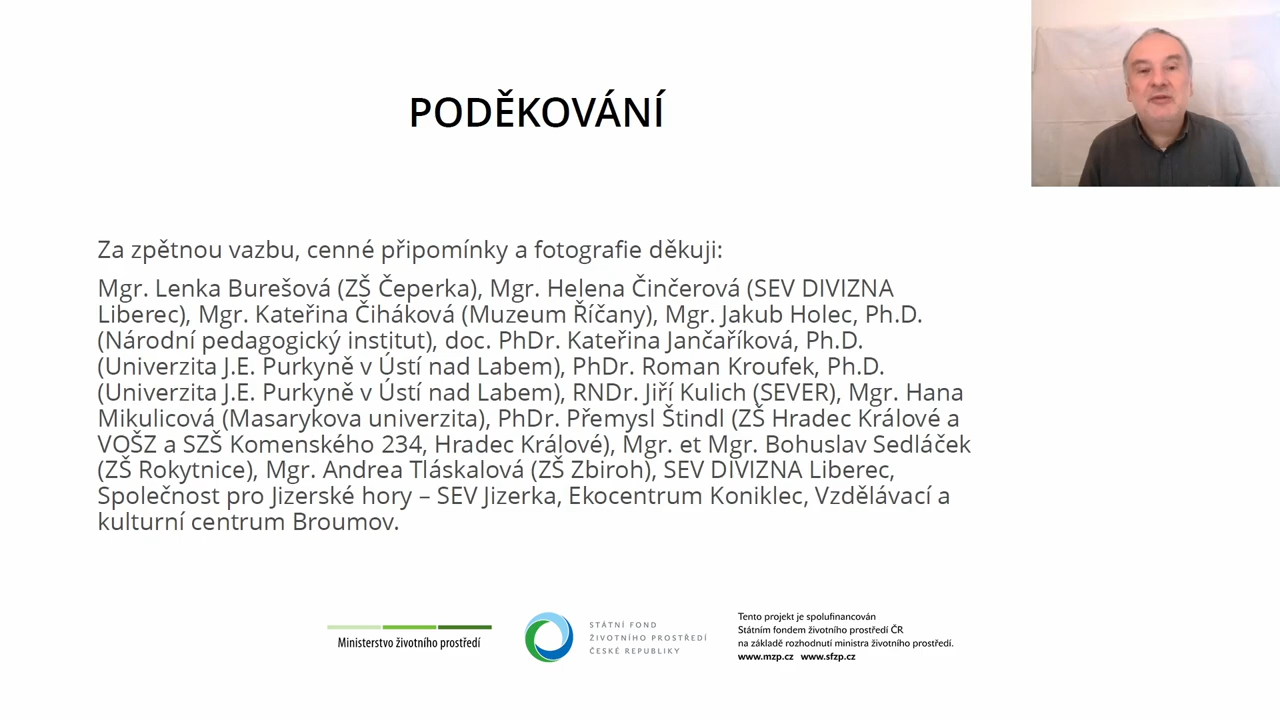 PODĚKOVÁNÍ
Za zpětnou vazbu, cenné připomínky a fotografie děkuji:
Mgr. Lenka Burešová (ZŠ Čeperka), Mgr. Helena Činčerová (SEV DIVIZNA
Liberec), Mgr. Kateřina Čiháková (Muzeum Říčany), Mgr. Jakub Holec, Ph.D.
(Národní pedagogický institut), doc. PhDr. Kateřina Jančaříková, Ph.D.
(Univerzita J.E. Purkyně v Ústí nad Labem), PhDr. Roman Kroufek, Ph.D.
(Univerzita J.E. Purkyně v Ústí nad Labem), RNDr. Jiří Kulich (SEVER), Mgr. Hana
Mikulicová (Masarykova univerzita), PhDr. Přemysl Štindl (ZŠ Hradec Králové a
VOŠZ a SZŠ Komenského 234, Hradec Králové), Mgr. et Mgr. Bohuslav Sedláček
(ZŠ Rokytnice), Mgr. Andrea Tláskalová (ZŠ Zbiroh), SEV DIVIZNA Liberec,
Společnost pro Jizerské hory – SEV Jizerka, Ekocentrum Koniklec, Vzdělávací a
kulturní centrum Broumov.
Ministerstvo životního prostředí
STÁTNÍ FOND
ŽIVOTNÍHO PROSTŘEDÍ
ČESKÉ REPUBLIKY
Tento projekt je spolufinancován
Státním fondem životního prostředí ČR
na základě rozhodnutí ministra životního prostředí.
www.mzp.cz www.sfzp.cz